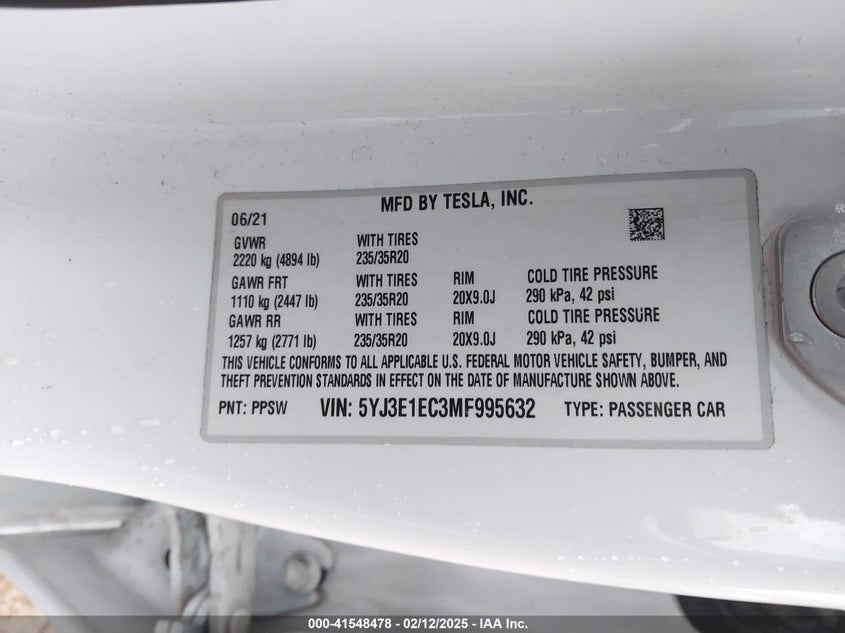 MFD BY TESLA, INC.
06/21
GVWR WITH TIRES
2220 kg (4894 lb) 235/35R20
GAWR FRT WITH TIRES RIM COLD TIRE PRESSURE
1110 kg (2447 lb) 235/35R20 20X9.0J 290 kPa, 42 psi
GAWR RR WITH TIRES RIM COLD TIRE PRESSURE
1257 kg (2771 lb) 235/35R20 20X9.0J 290 kPa, 42 psi
THIS VEHICLE CONFORMS TO ALL APPLICABLE U.S. FEDERAL MOTOR VEHICLE SAFETY, BUMPER, AND
THEFT PREVENTION STANDARDS IN EFFECT ON THE DATE OF MANUFACTURE SHOWN ABOVE.
PNT: PPSW VIN: 5YJ3E1EC3MF995632 TYPE: PASSENGER CAR
000-41548478 - 02/12/2025 - IAA Inc.